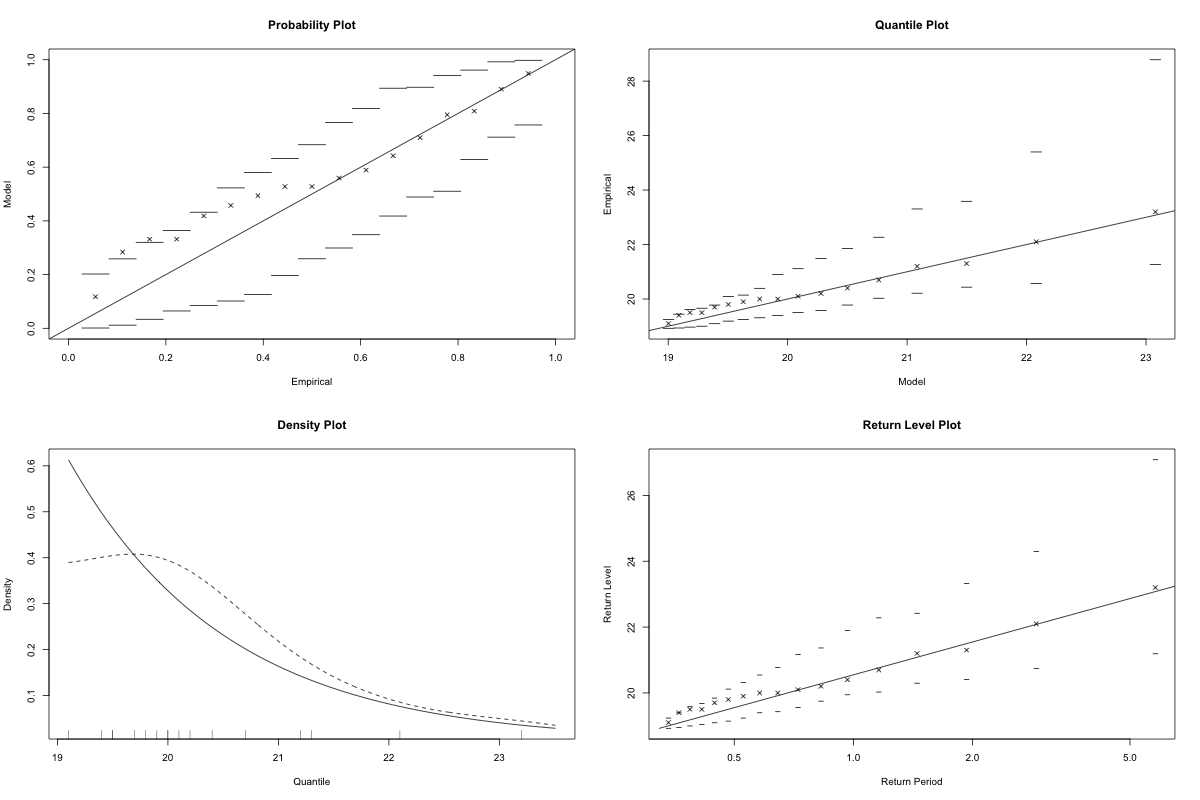 Probability Plot
Model
1.0
0.8
0.6
0.4
0.2
0.0
0.0 0.2 0.4 0.6 0.8 1.0
Empirical
Quantile Plot
Empirical
28
26
24
22
20
19 20 21 22 23
Model
Density Plot
Density
0.6
0.5
0.4
0.3
0.2
0.1
19 20 21 22 23
Quantile
Return Level Plot
Return Level
26
24
22
20
0.5 1.0 2.0 5.0
Return Period